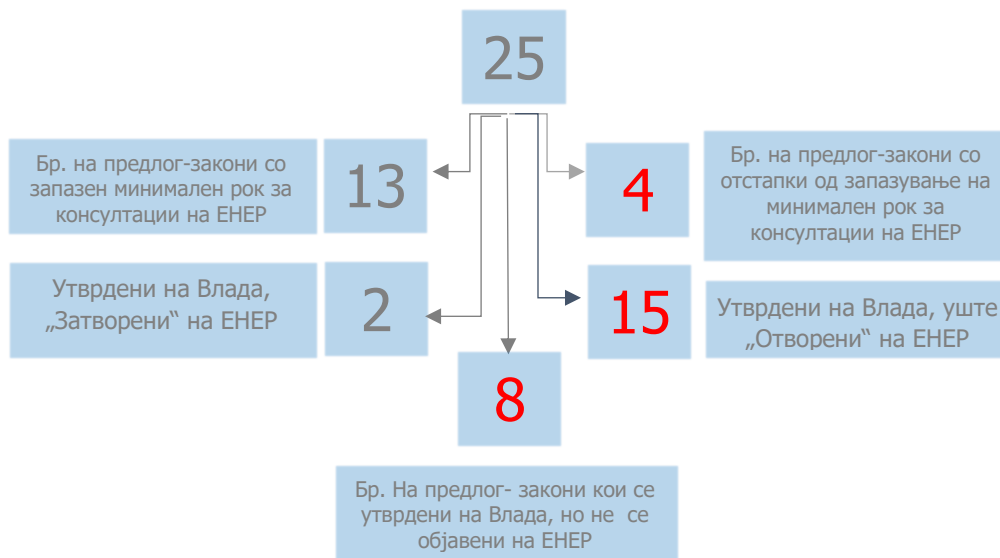 25
Бр. на предлог-закони со
запазен минимален рок за
консултации на ЕНЕР
13
4
Бр. на предлог-закони со
отстапки од запазување на
минимален рок за
консултации на ЕНЕР
Утврдени на Влада,
„Затворени“ на ЕНЕР
2
15
Утврдени на Влада, уште
„Отворени“ на ЕНЕР
8
Бр. На предлог- закони кои се
утврдени на Влада, но не се
објавени на ЕНЕР